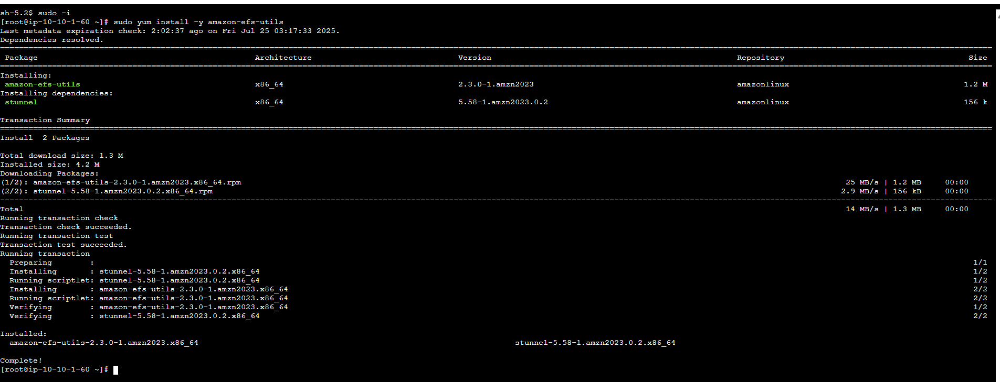 sh-5.2$ sudo -i
[root@ip-10-10-1-60 ~]# sudo yum install -y amazon-efs-utils
Last metadata expiration check: 2:02:37 ago on Fri Jul 25 03:17:33 2025.
Dependencies resolved.
Package Architecture Version Repository Size
Installing:
amazon-efs-utils x86_64 2.3.0-1.amzn2023 amazonlinux 1.2 M
Installing dependencies:
stunnel x86_64 5.58-1.amzn2023.0.2 amazonlinux 156 k
Transaction Summary
Install 2 Packages
Total download size: 1.3 M
Installed size: 4.2 M
Downloading Packages:
(1/2): amazon-efs-utils-2.3.0-1.amzn2023.x86_64.rpm 25 MB/s | 1.2 MB 00:00
(2/2): stunnel-5.58-1.amzn2023.0.2.x86_64.rpm 2.9 MB/s | 156 kB 00:00
Total 14 MB/s | 1.3 MB 00:00
Running transaction check
Transaction check succeeded.
Running transaction test
Transaction test succeeded.
Running transaction
Preparing : 1/1
Installing : stunnel-5.58-1.amzn2023.0.2.x86_64 1/2
Running scriptlet: stunnel-5.58-1.amzn2023.0.2.x86_64 1/2
Installing : amazon-efs-utils-2.3.0-1.amzn2023.x86_64 2/2
Running scriptlet: amazon-efs-utils-2.3.0-1.amzn2023.x86_64 2/2
Verifying : amazon-efs-utils-2.3.0-1.amzn2023.x86_64 1/2
Verifying : stunnel-5.58-1.amzn2023.0.2.x86_64 2/2
Installed:
amazon-efs-utils-2.3.0-1.amzn2023.x86_64 stunnel-5.58-1.amzn2023.0.2.x86_64
Complete!
[root@ip-10-10-1-60 ~]#